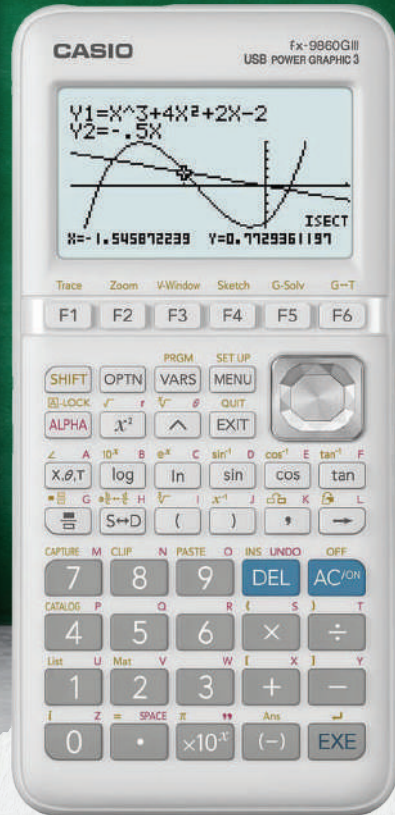 CASIO
fx-9860GIII
USB POWER GRAPHIC 3
Y1=X^3+4X²+2X-2
Y2=-.5X
ISECT
X=-1.545872239 Y=0.7729361197
Trace Zoom V-Window Sketch G-Solv G↔T
F1 F2 F3 F4 F5 F6
PRGM SET UP
SHIFT OPTN VARS MENU
A-LOCK √ r ∛ θ QUIT
ALPHA x² ^ EXIT
∠ A 10ˣ B eˣ C sin⁻¹ D cos⁻¹ E tan⁻¹ F
X,θ,T log ln sin cos tan
G H I x⁻¹ J K L
S↔D ( ) , →
CAPTURE M CLIP N PASTE O INS UNDO OFF
7 8 9 DEL AC/ON
CATALOG P Q R { S } T
4 5 6 × ÷
List U Mat V W [ X ] Y
1 2 3 + −
i Z = SPACE π " Ans ↵
0 . ×10ˣ (−) EXE